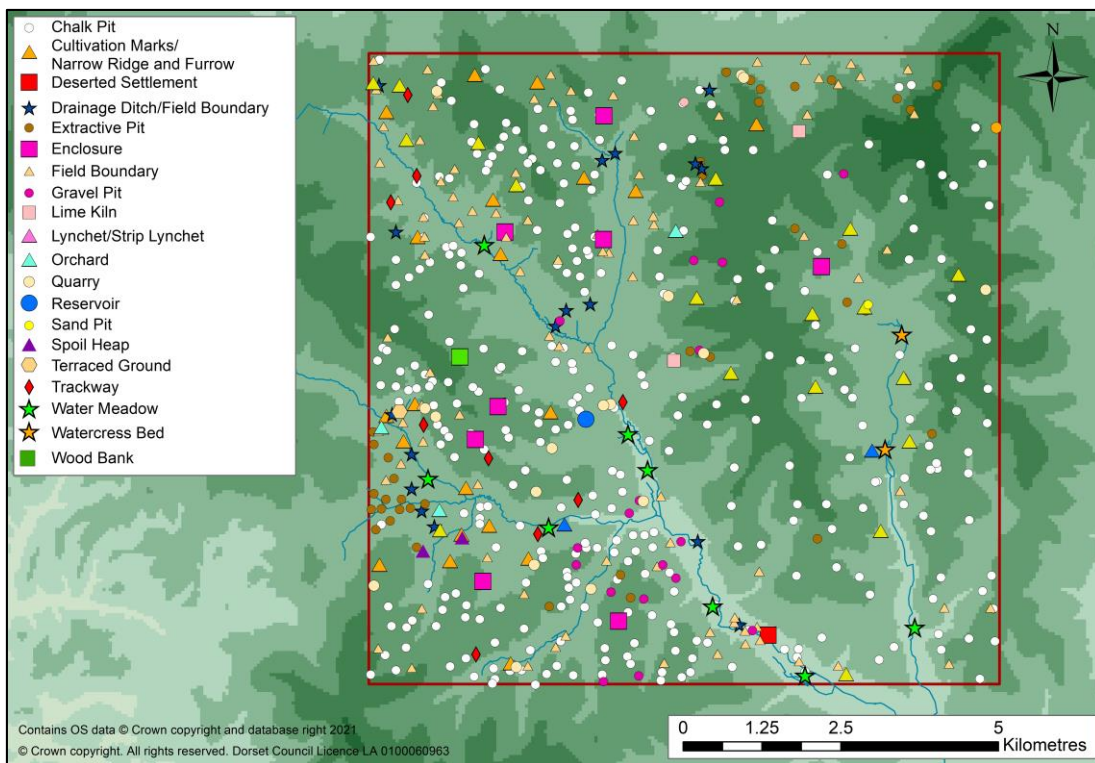 Chalk Pit
Cultivation Marks/
Narrow Ridge and Furrow
Deserted Settlement
Drainage Ditch/Field Boundary
Extractive Pit
Enclosure
Field Boundary
Gravel Pit
Lime Kiln
Lynchet/Strip Lynchet
Orchard
Quarry
Reservoir
Sand Pit
Spoil Heap
Terraced Ground
Trackway
Water Meadow
Watercress Bed
Wood Bank
N
Contains OS data © Crown copyright and database right 2021
© Crown copyright. All rights reserved. Dorset Council Licence LA 0100060963
0 1.25 2.5 5
Kilometres